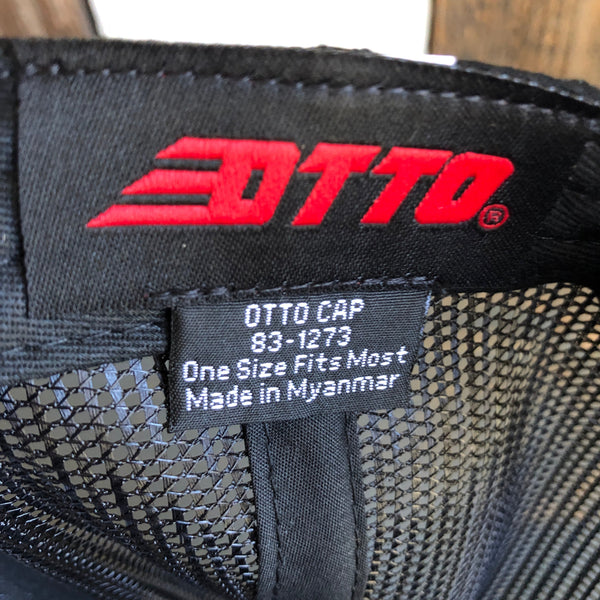 OTTO®
OTTO CAP
83-1273
One Size Fits Most
Made in Myanmar